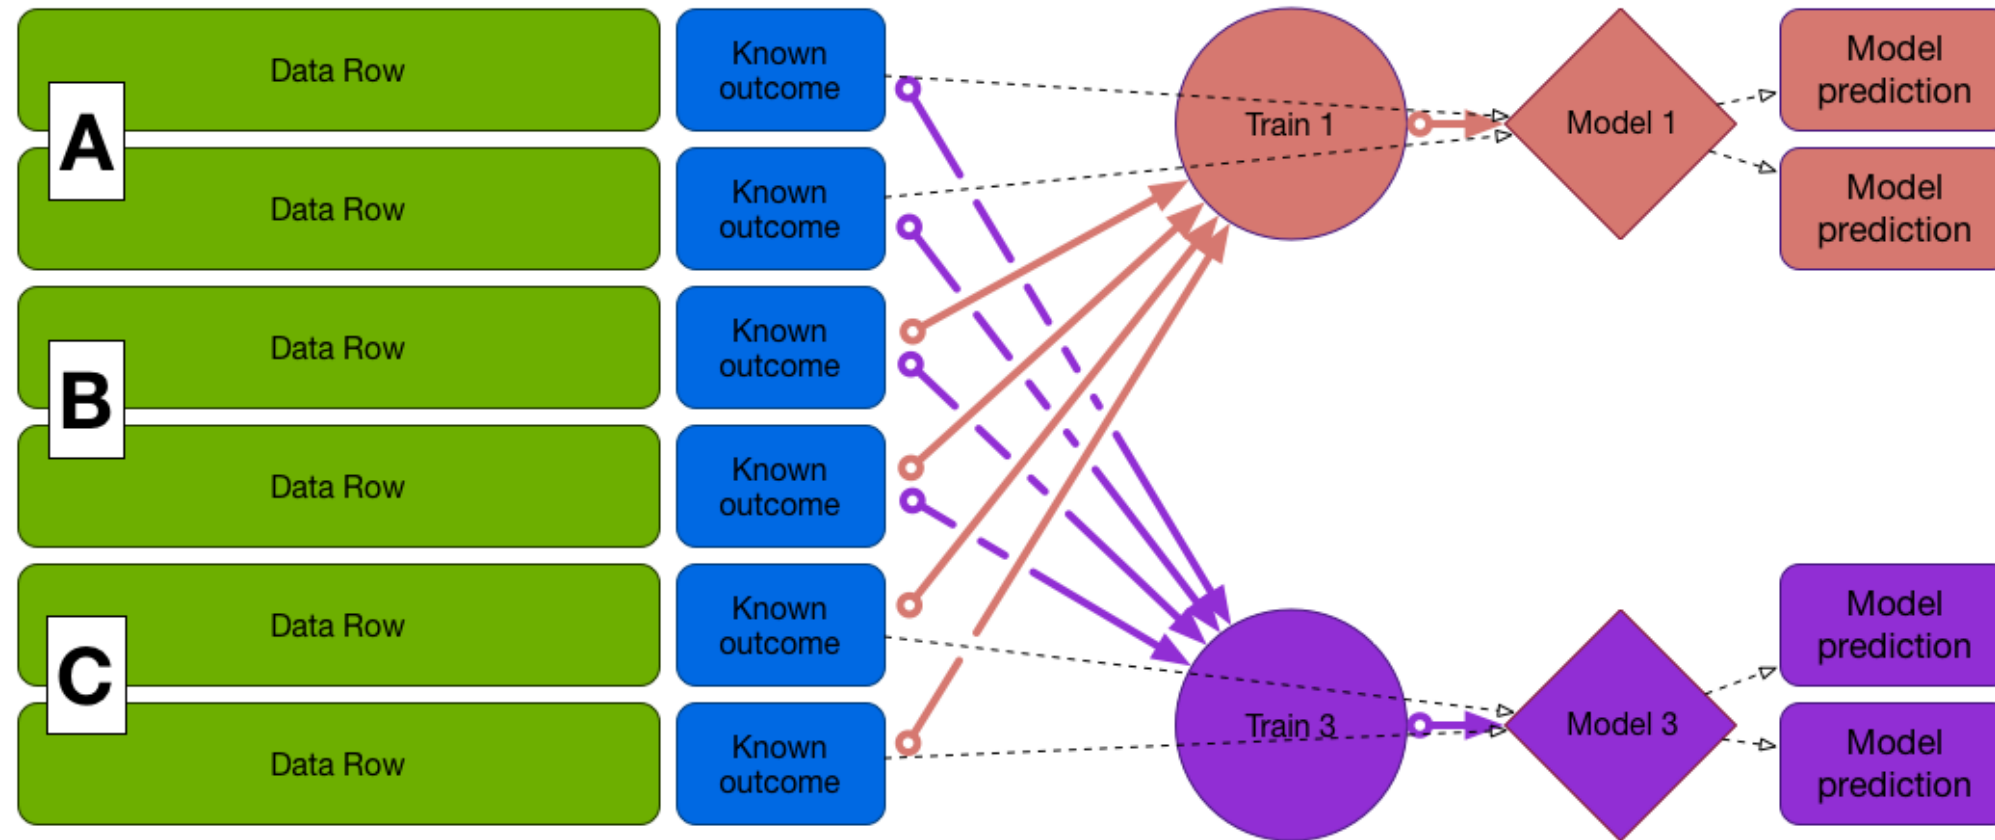 Data Row
Known
outcome
Train 1
Model 1
Model
prediction
A
Data Row
Known
outcome
Model
prediction
Data Row
Known
outcome
B
Data Row
Known
outcome
Data Row
Known
outcome
Model
prediction
C
Train 3
Model 3
Data Row
Known
outcome
Model
prediction